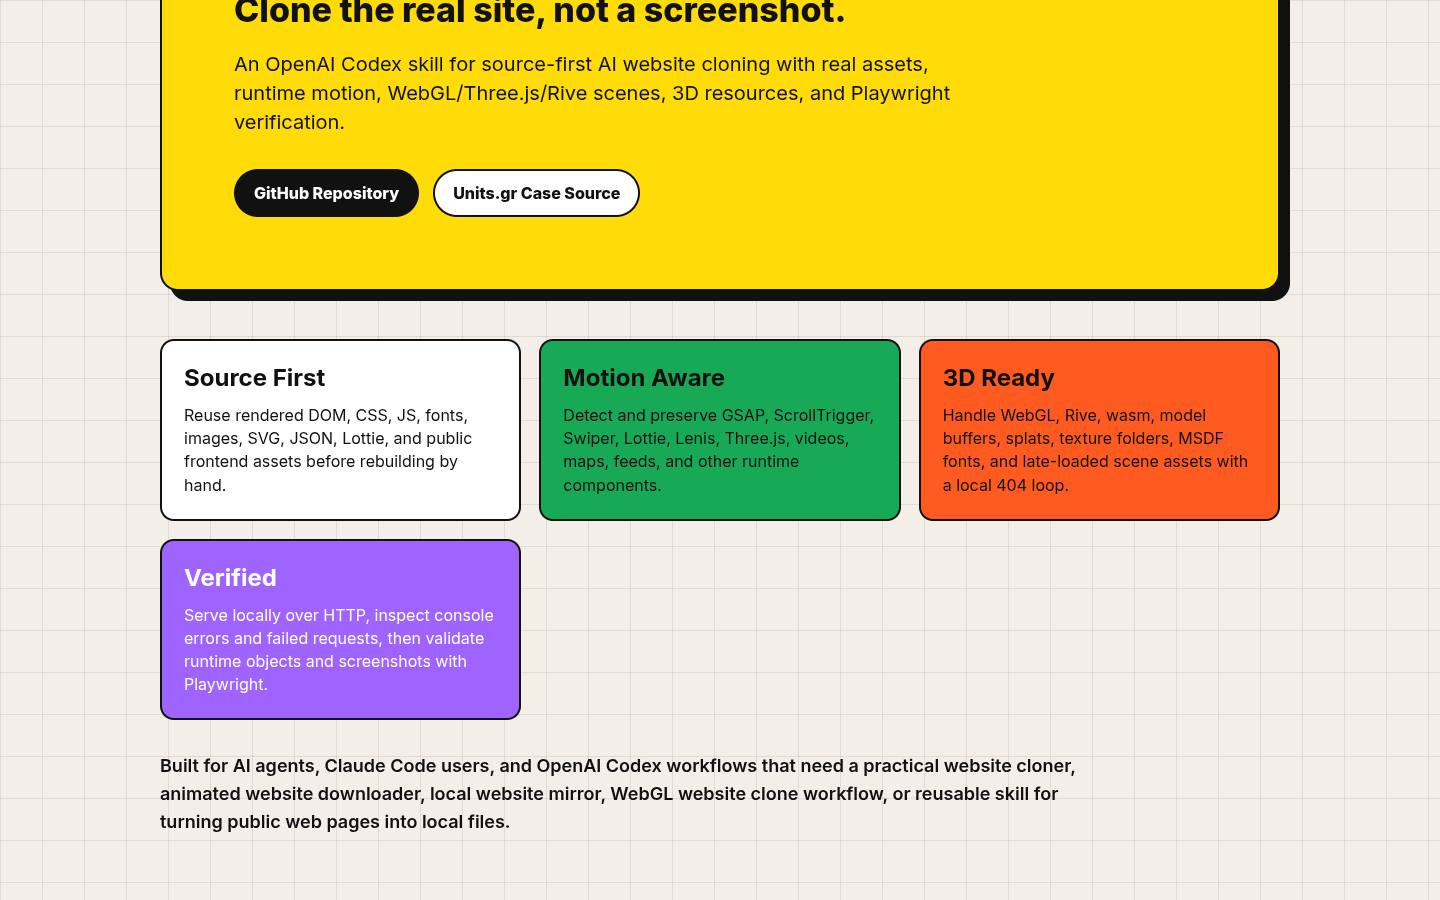 Clone the real site, not a screenshot.
An OpenAI Codex skill for source-first AI website cloning with real assets,
runtime motion, WebGL/Three.js/Rive scenes, 3D resources, and Playwright
verification.
GitHub Repository
Units.gr Case Source
Source First
Reuse rendered DOM, CSS, JS, fonts,
images, SVG, JSON, Lottie, and public
frontend assets before rebuilding by
hand.
Motion Aware
Detect and preserve GSAP, ScrollTrigger,
Swiper, Lottie, Lenis, Three.js, videos,
maps, feeds, and other runtime
components.
3D Ready
Handle WebGL, Rive, wasm, model
buffers, splats, texture folders, MSDF
fonts, and late-loaded scene assets with
a local 404 loop.
Verified
Serve locally over HTTP, inspect console
errors and failed requests, then validate
runtime objects and screenshots with
Playwright.
Built for AI agents, Claude Code users, and OpenAI Codex workflows that need a practical website cloner,
animated website downloader, local website mirror, WebGL website clone workflow, or reusable skill for
turning public web pages into local files.